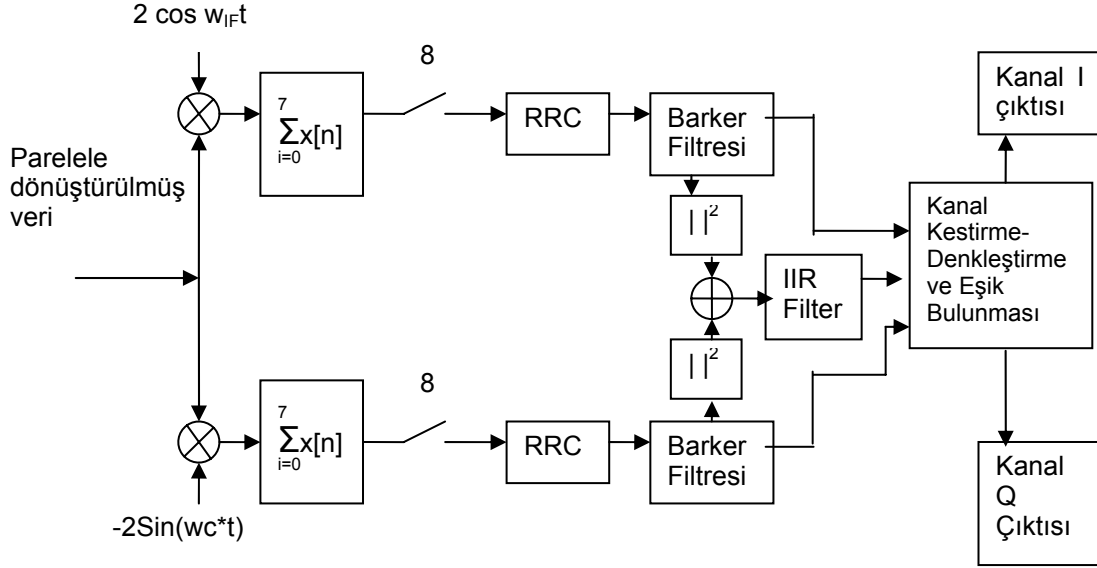 2 cos w_IF t
8
7
Σx[n]
i=0
RRC
Barker
Filtresi
Kanal I
çıktısı
Parelele
dönüştürülmüş
veri
| |²
IIR
Filter
Kanal
Kestirme-
Denkleştirme
ve Eşik
Bulunması
| |²
8
7
Σx[n]
i=0
RRC
Barker
Filtresi
Kanal
Q
Çıktısı
-2Sin(wc*t)